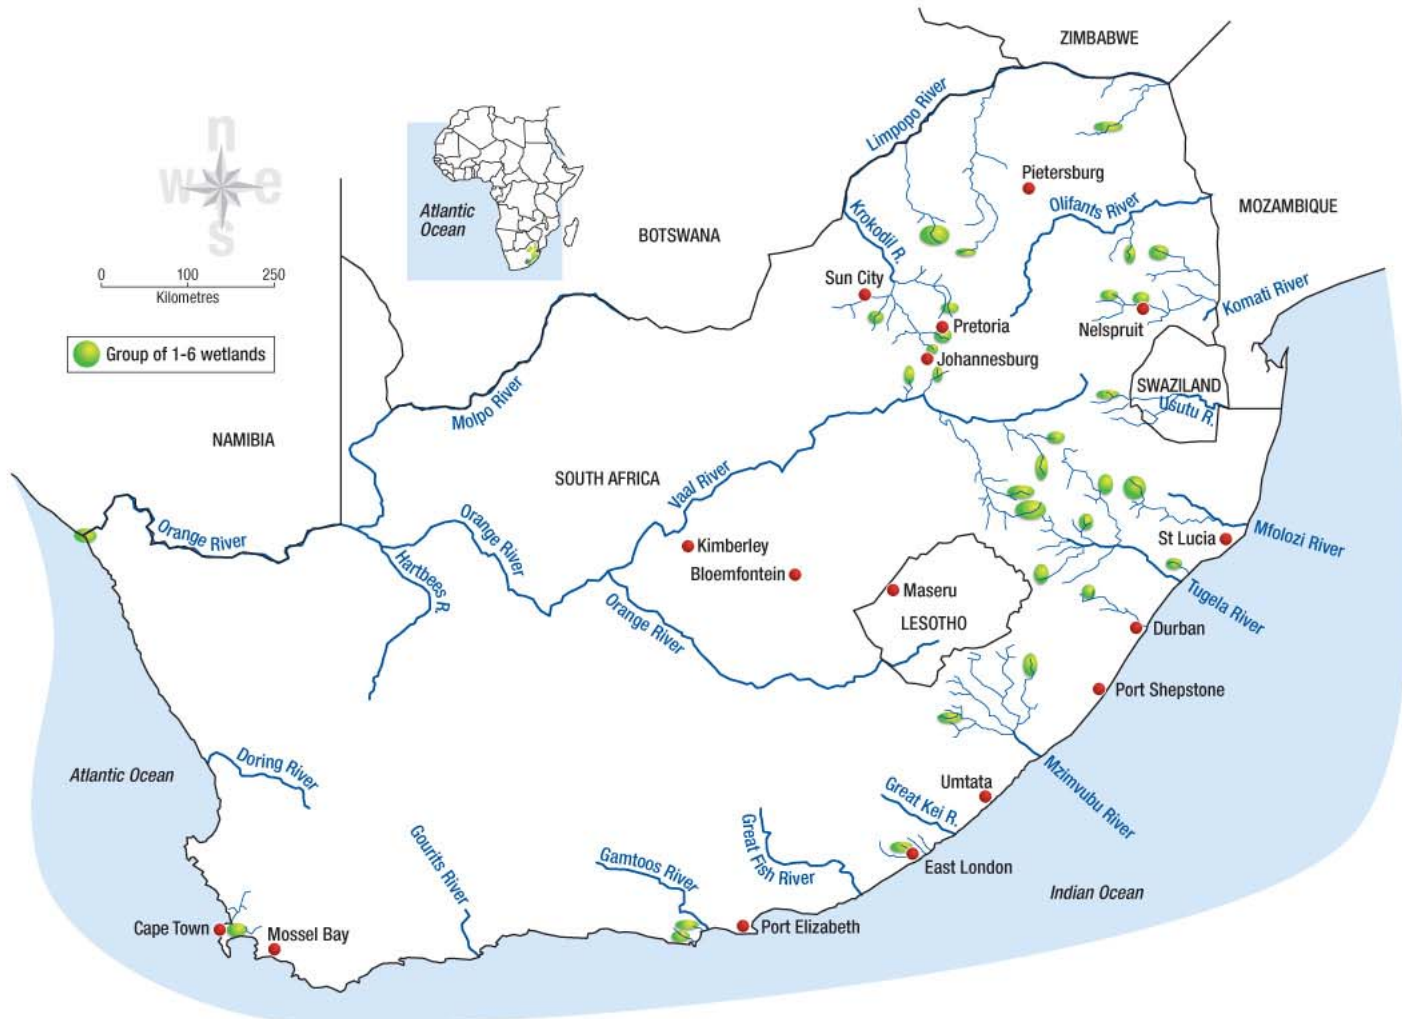 ZIMBABWE
Limpopo River
n
w e
s
Pietersburg
Olifants River
MOZAMBIQUE
Atlantic
Ocean
BOTSWANA
Krokodil R.
0 100 250
Kilometres
Sun City
Komati River
Pretoria
Nelspruit
Group of 1-6 wetlands
Johannesburg
SWAZILAND
Usutu R.
Molpo River
NAMIBIA
SOUTH AFRICA
Vaal River
Orange River
Orange River
Hartbees R.
Kimberley
Bloemfontein
St Lucia
Mfolozi River
Maseru
LESOTHO
Tugela River
Orange River
Durban
Port Shepstone
Doring River
Atlantic Ocean
Umtata
Mzimvubu River
Great Kei R.
Gourits River
Gamtoos River
Great Fish River
East London
Indian Ocean
Cape Town
Mossel Bay
Port Elizabeth